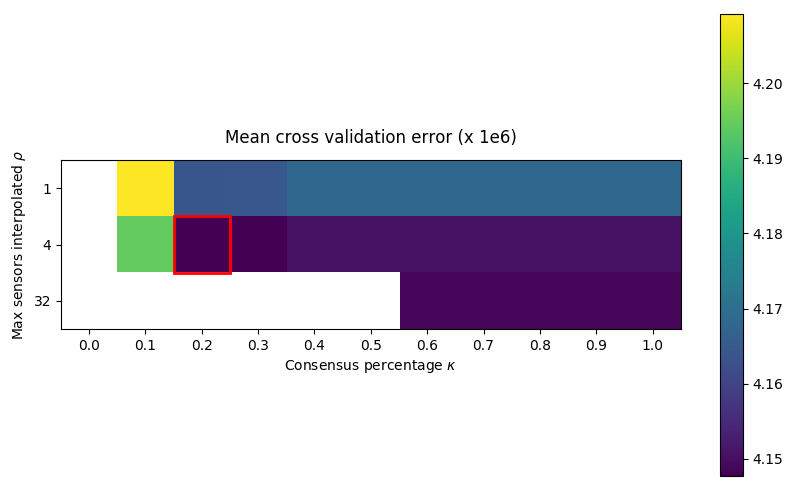 Mean cross validation error (x 1e6)
Max sensors interpolated ρ
1
4
32
0.0 0.1 0.2 0.3 0.4 0.5 0.6 0.7 0.8 0.9 1.0
Consensus percentage κ
4.20
4.19
4.18
4.17
4.16
4.15